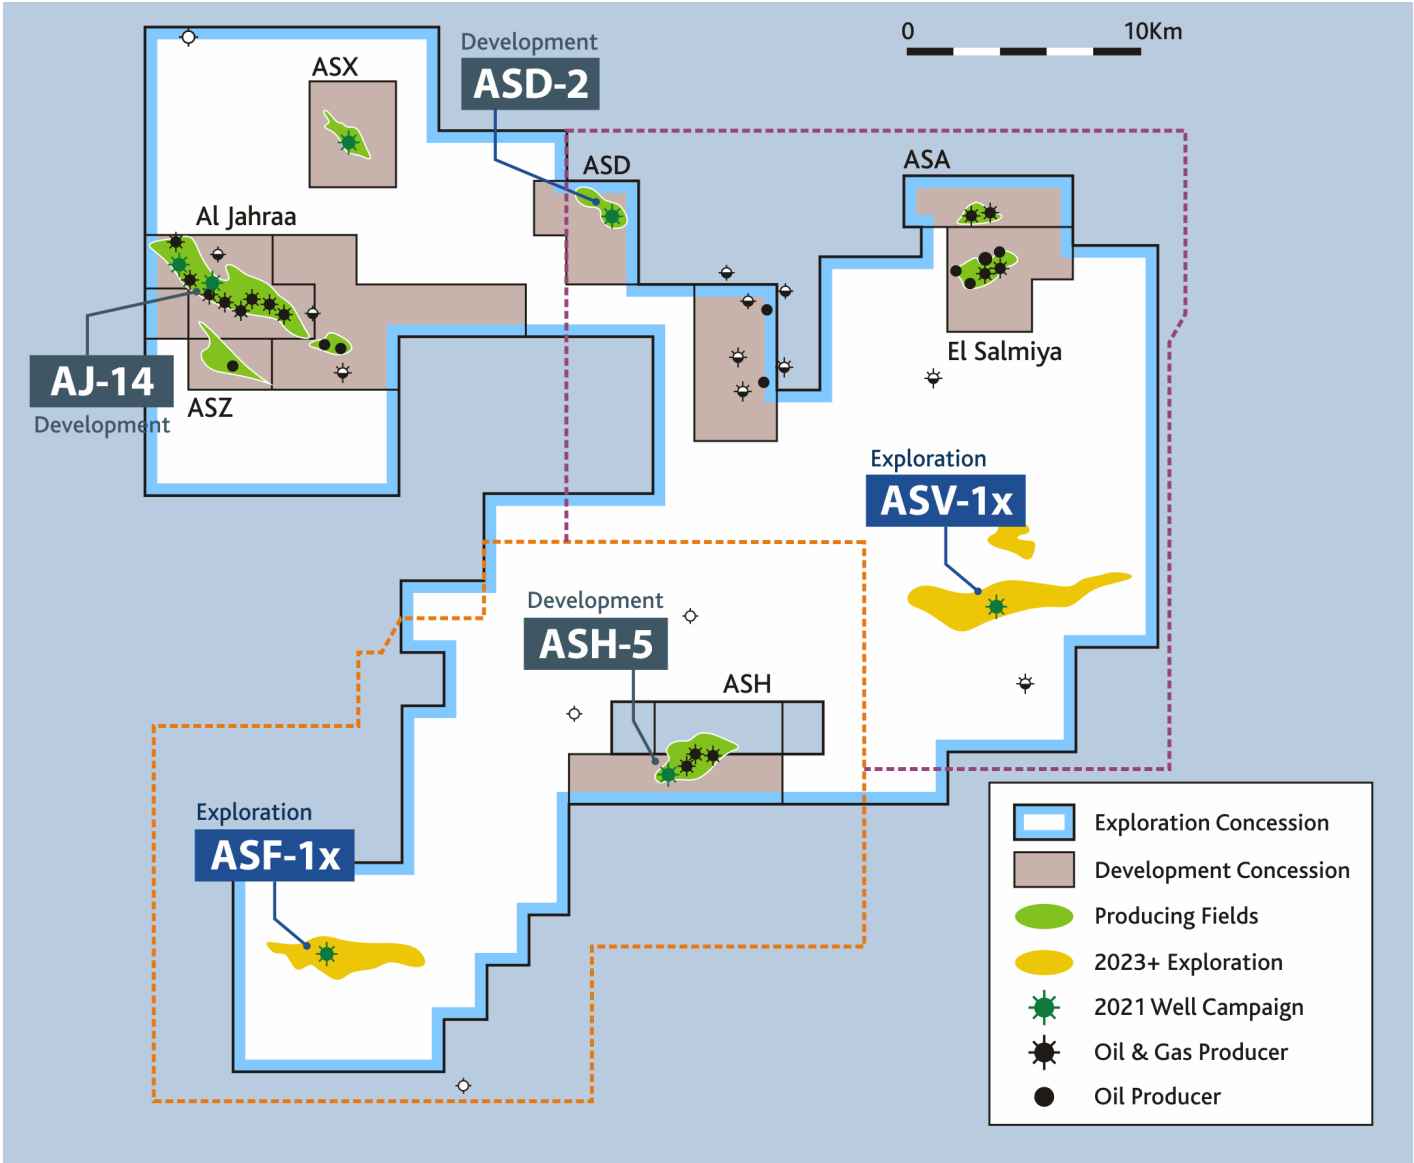 0 10Km
Development
ASD-2
ASX
ASD
ASA
Al Jahraa
AJ-14
Development
ASZ
El Salmiya
Exploration
ASV-1x
Development
ASH-5
ASH
Exploration
ASF-1x
Exploration Concession
Development Concession
Producing Fields
2023+ Exploration
2021 Well Campaign
Oil & Gas Producer
Oil Producer